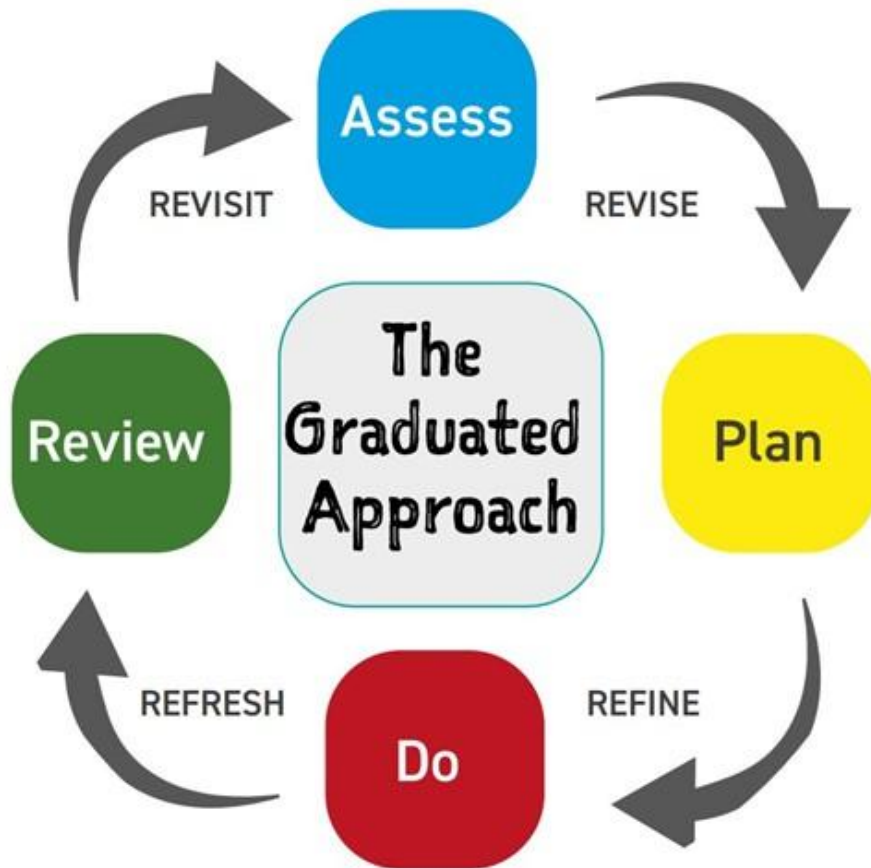 Assess
REVISIT
REVISE
The
Graduated
Approach
Review
Plan
REFRESH
REFINE
Do